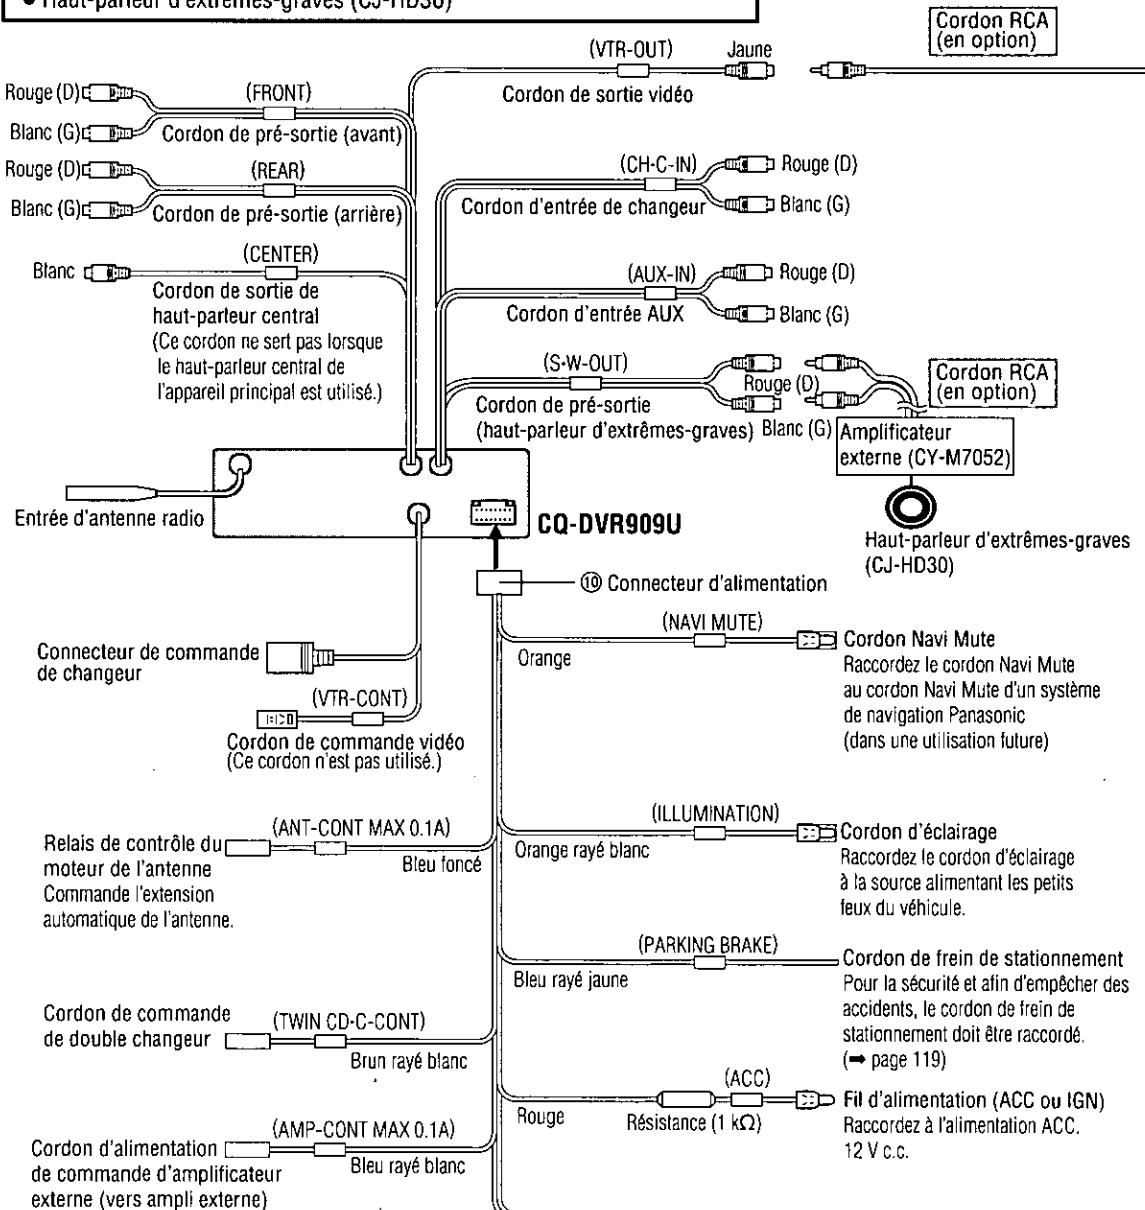 ● Haut-parleur d'extrêmes-graves (CJ-HD30)
Cordon RCA
(en option)
(VTR-OUT)
Jaune
Cordon de sortie vidéo
Rouge (D)
(FRONT)
Blanc (G)
Cordon de pré-sortie (avant)
Rouge (D)
(REAR)
Blanc (G)
Cordon de pré-sortie (arrière)
(CH·C-IN)
Rouge (D)
Cordon d'entrée de changeur
Blanc (G)
(CENTER)
Blanc
Cordon de sortie de
haut-parleur central
(Ce cordon ne sert pas lorsque
le haut-parleur central de
l'appareil principal est utilisé.)
(AUX-IN)
Rouge (D)
Cordon d'entrée AUX
Blanc (G)
(S·W-OUT)
Rouge (D)
Cordon de pré-sortie
(haut-parleur d'extrêmes-graves)
Blanc (G)
Cordon RCA
(en option)
Amplificateur
externe (CY-M7052)
Haut-parleur d'extrêmes-graves
(CJ-HD30)
Entrée d'antenne radio
CQ-DVR909U
⑩ Connecteur d'alimentation
Connecteur de commande
de changeur
(VTR-CONT)
Cordon de commande vidéo
(Ce cordon n'est pas utilisé.)
(NAVI MUTE)
Orange
Cordon Navi Mute
Raccordez le cordon Navi Mute
au cordon Navi Mute d'un système
de navigation Panasonic
(dans une utilisation future)
(ANT-CONT MAX 0.1A)
Bleu foncé
Relais de contrôle du
moteur de l'antenne
Commande l'extension
automatique de l'antenne.
(ILLUMINATION)
Orange rayé blanc
Cordon d'éclairage
Raccordez le cordon d'éclairage
à la source alimentant les petits
feux du véhicule.
(PARKING BRAKE)
Bleu rayé jaune
Cordon de frein de stationnement
Pour la sécurité et afin d'empêcher des
accidents, le cordon de frein de
stationnement doit être raccordé.
(➡ page 119)
Cordon de commande
de double changeur
(TWIN CD·C-CONT)
Brun rayé blanc
(ACC)
Rouge
Résistance (1 kΩ)
Fil d'alimentation (ACC ou IGN)
Raccordez à l'alimentation ACC.
12 V c.c.
(AMP-CONT MAX 0.1A)
Bleu rayé blanc
Cordon d'alimentation
de commande d'amplificateur
externe (vers ampli externe)